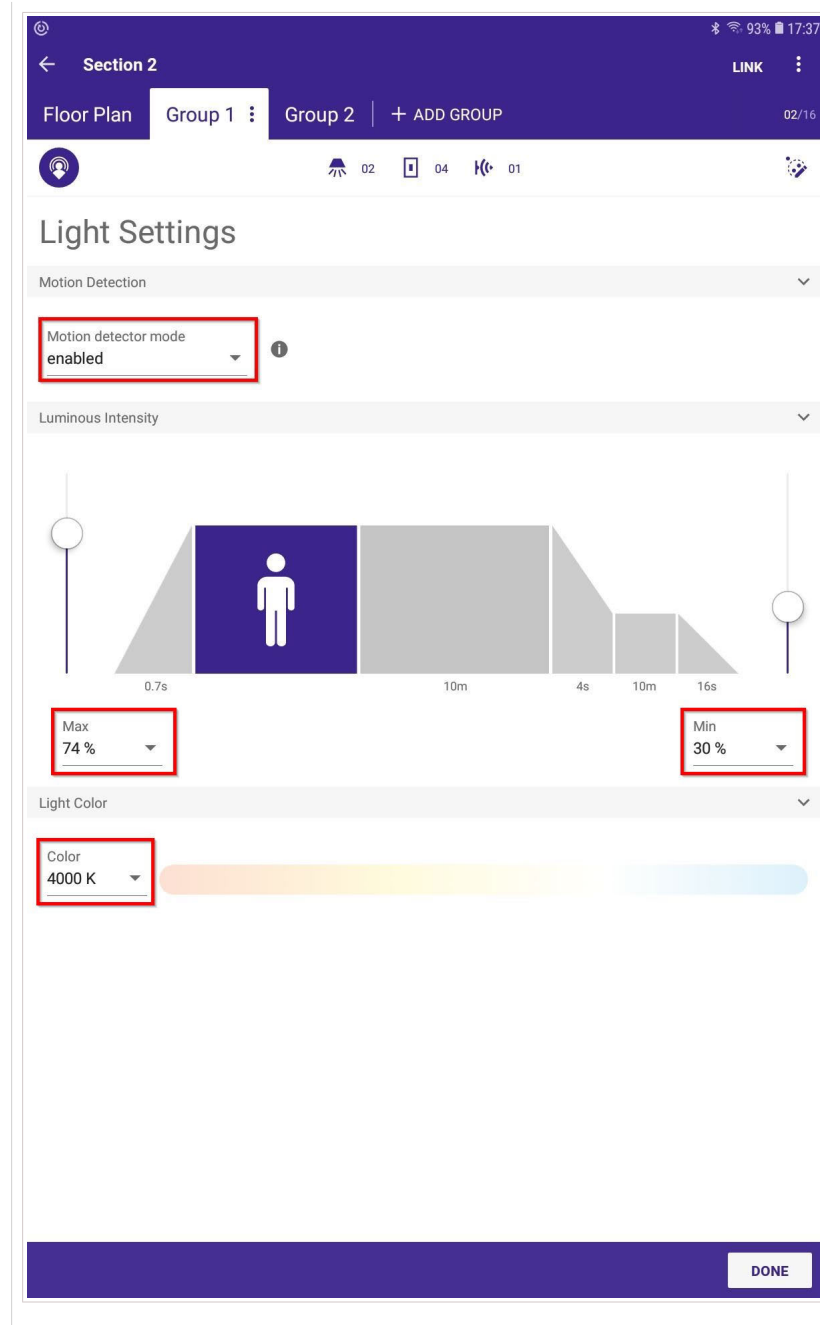 93% 17:37
Section 2 LINK
Floor Plan Group 1 Group 2 + ADD GROUP 02/16
02 04 01
Light Settings
Motion Detection
Motion detector mode
enabled
Luminous Intensity
0.7s 10m 4s 10m 16s
Max Min
74 % 30 %
Light Color
Color
4000 K
DONE